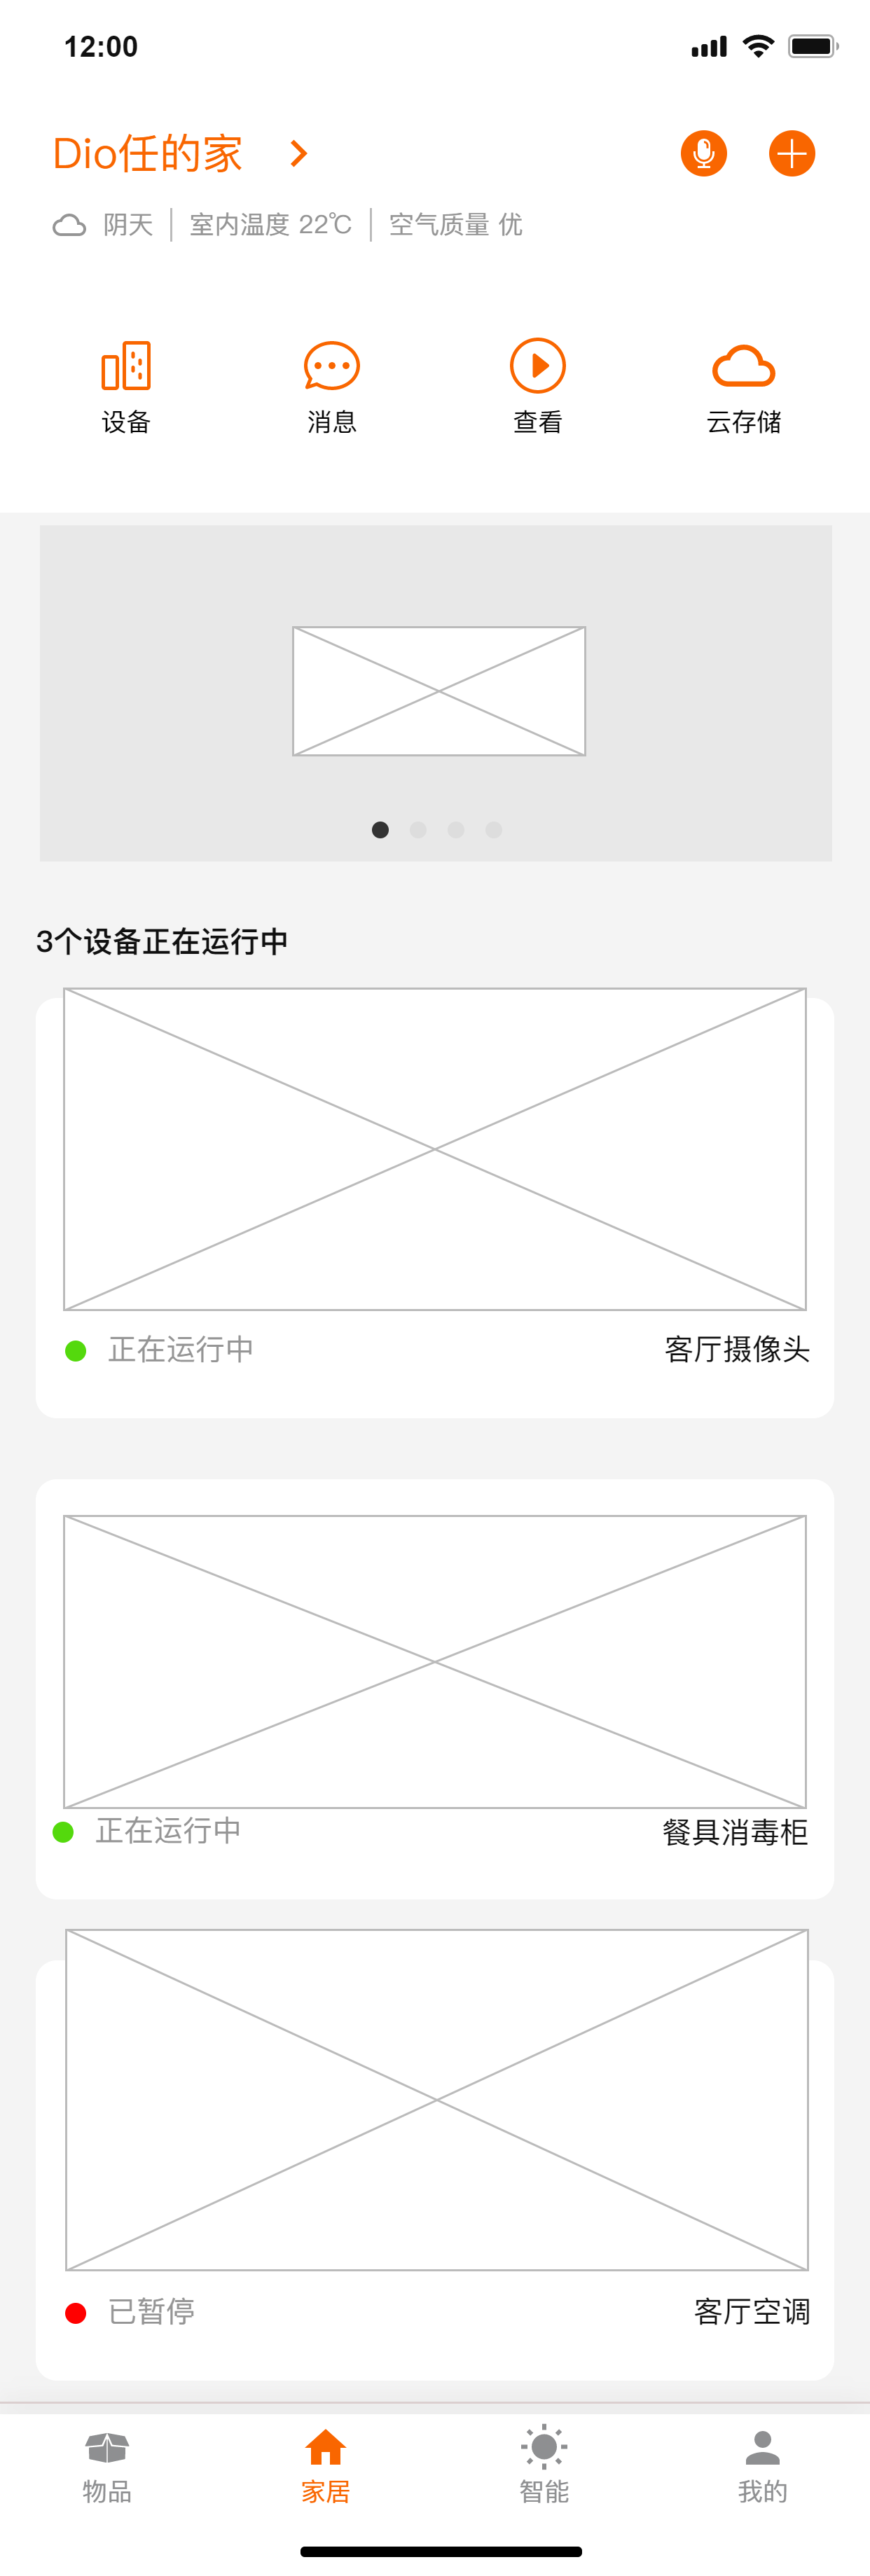 12:00
Dio任的家
阴天 室内温度 22℃ 空气质量 优
设备 消息 查看 云存储
3个设备正在运行中
正在运行中 客厅摄像头
正在运行中 餐具消毒柜
已暂停 客厅空调
物品 家居 智能 我的